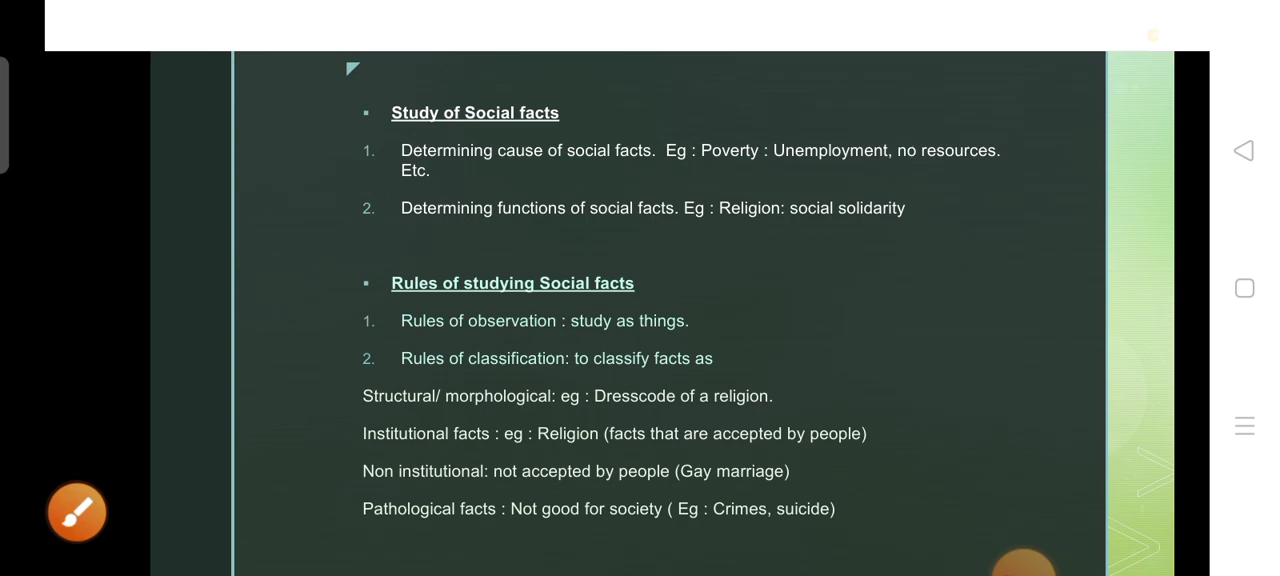 ▪ Study of Social facts
1. Determining cause of social facts.  Eg : Poverty : Unemployment, no resources.
Etc.
2. Determining functions of social facts. Eg : Religion: social solidarity
▪ Rules of studying Social facts
1. Rules of observation : study as things.
2. Rules of classification: to classify facts as
Structural/ morphological: eg : Dresscode of a religion.
Institutional facts : eg : Religion (facts that are accepted by people)
Non institutional: not accepted by people (Gay marriage)
Pathological facts : Not good for society ( Eg : Crimes, suicide)